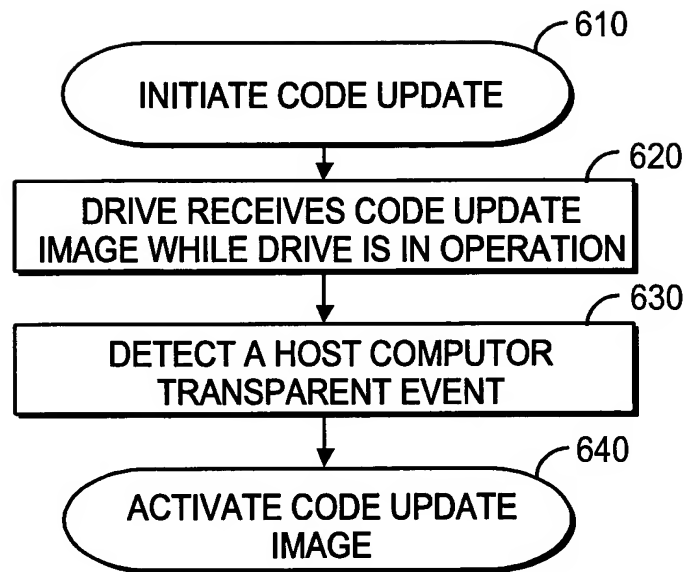 610
INITIATE CODE UPDATE
620
DRIVE RECEIVES CODE UPDATE
IMAGE WHILE DRIVE IS IN OPERATION
630
DETECT A HOST COMPUTOR
TRANSPARENT EVENT
640
ACTIVATE CODE UPDATE
IMAGE